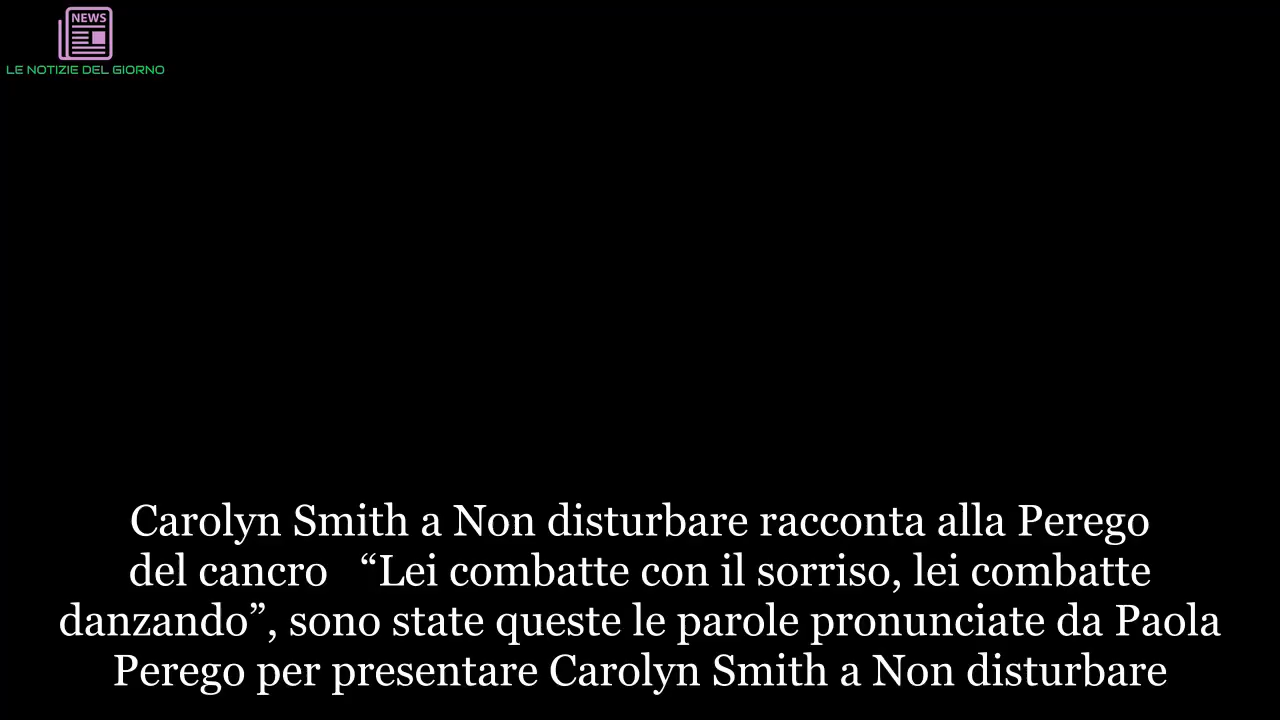 NEWS
LE NOTIZIE DEL GIORNO
Carolyn Smith a Non disturbare racconta alla Perego
del cancro “Lei combatte con il sorriso, lei combatte
danzando”, sono state queste le parole pronunciate da Paola
Perego per presentare Carolyn Smith a Non disturbare